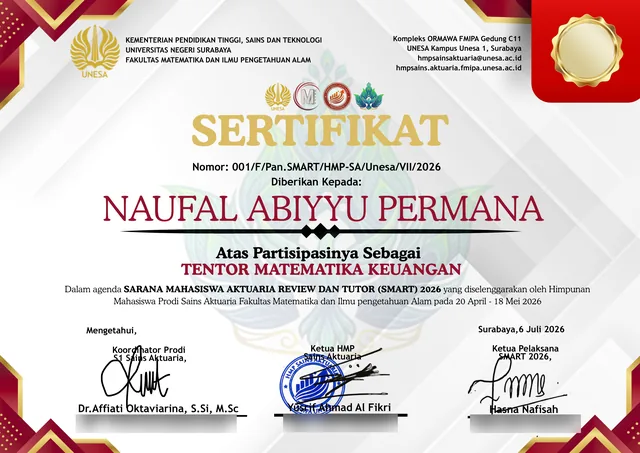 UNESA
KEMENTERIAN PENDIDIKAN TINGGI, SAINS DAN TEKNOLOGI
UNIVERSITAS NEGERI SURABAYA
FAKULTAS MATEMATIKA DAN ILMU PENGETAHUAN ALAM
Kompleks ORMAWA FMIPA Gedung C11
UNESA Kampus Unesa 1, Surabaya
hmpsainsaktuaria@unesa.ac.id
hmpsains.aktuaria.fmipa.unesa.ac.id
SERTIFIKAT
Nomor: 001/F/Pan.SMART/HMP-SA/Unesa/VII/2026
Diberikan Kepada:
NAUFAL ABIYYU PERMANA
Atas Partisipasinya Sebagai
TENTOR MATEMATIKA KEUANGAN
Dalam agenda SARANA MAHASISWA AKTUARIA REVIEW DAN TUTOR (SMART) 2026 yang diselenggarakan oleh Himpunan
Mahasiswa Prodi Sains Aktuaria Fakultas Matematika dan Ilmu pengetahuan Alam pada 20 April - 18 Mei 2026
Mengetahui,
Surabaya,6 Juli 2026
Koordinator Prodi
S1 Sains Aktuaria,
Dr.Affiati Oktaviarina, S.Si, M.Sc
Ketua HMP
Sains Aktuaria
HMP SAINS AKTUARIA
Yusrif Ahmad Al Fikri
Ketua Pelaksana
SMART 2026,
Hasna Nafisah